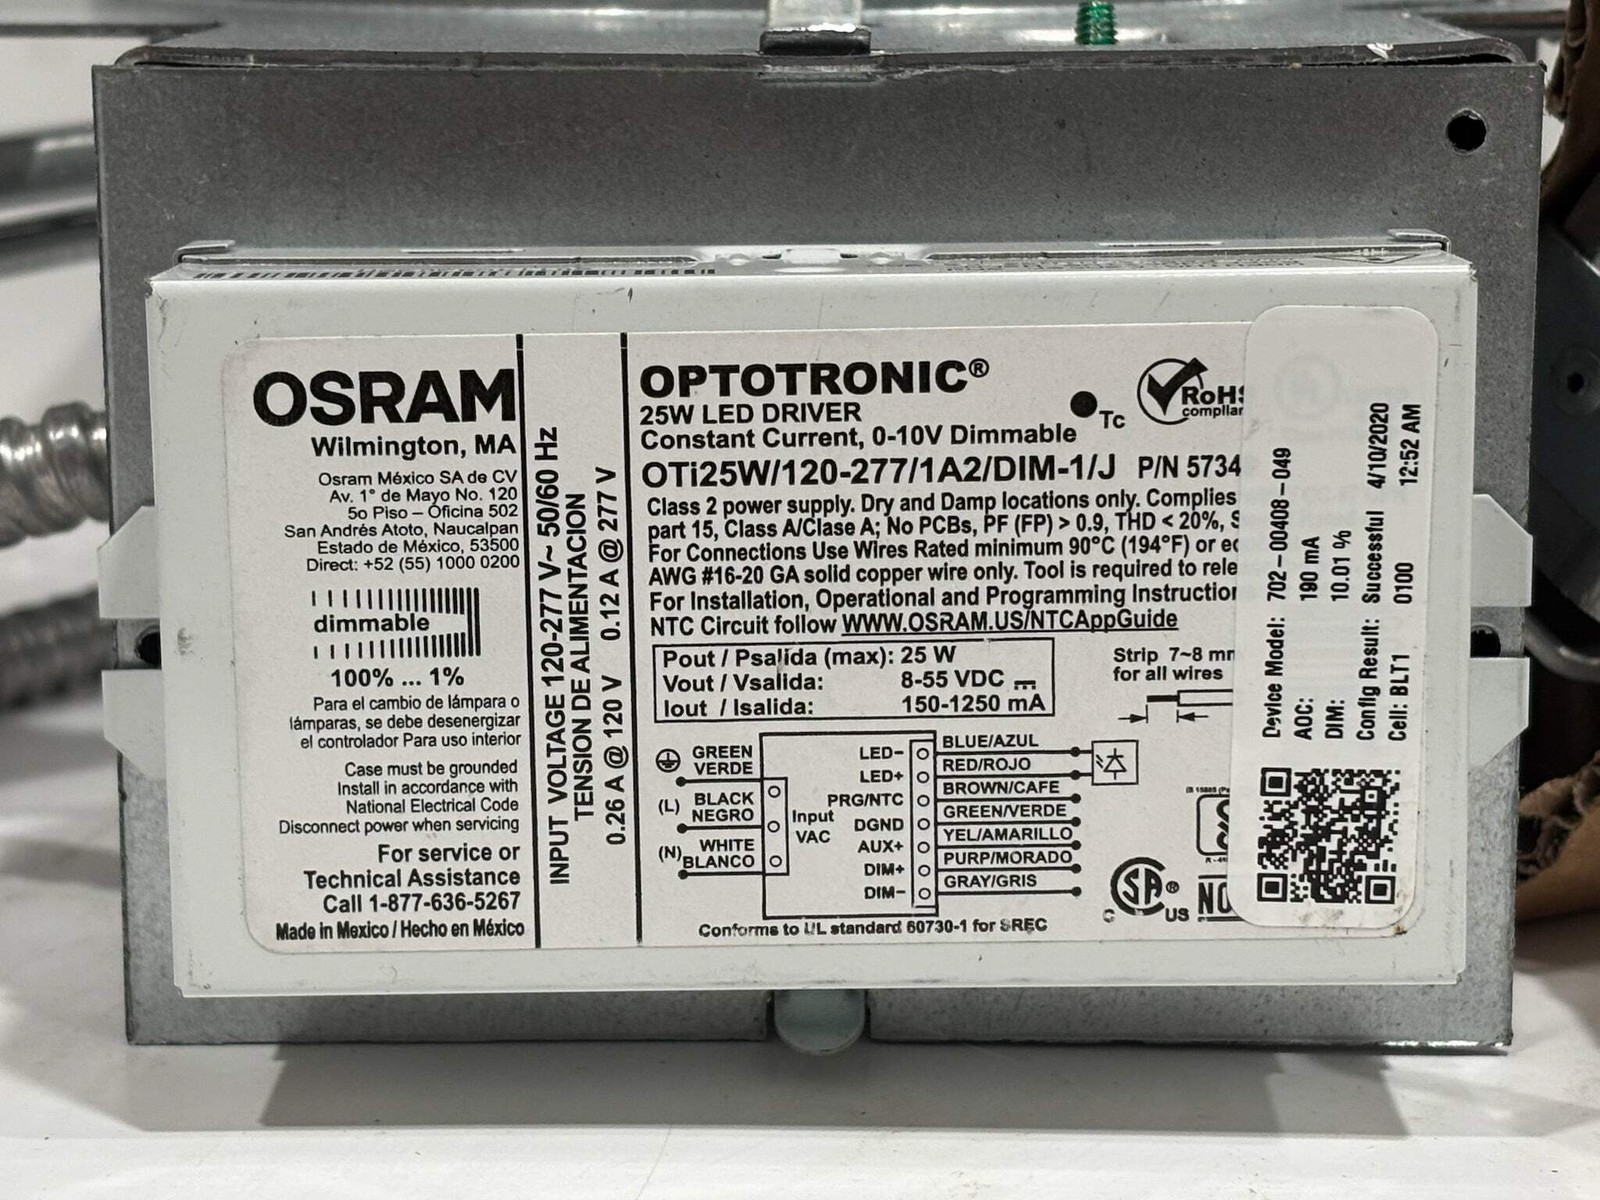 OSRAM
Wilmington, MA
Osram México SA de CV
Av. 1° de Mayo No. 120
5o Piso – Oficina 502
San Andrés Atoto, Naucalpan
Estado de México, 53500
Direct: +52 (55) 1000 0200
dimmable
100% ... 1%
Para el cambio de lámpara o
lámparas, se debe desenergizar
el controlador Para uso interior
Case must be grounded
Install in accordance with
National Electrical Code
Disconnect power when servicing
For service or
Technical Assistance
Call 1-877-636-5267
Made in Mexico / Hecho en México
INPUT VOLTAGE 120-277 V~ 50/60 Hz
TENSION DE ALIMENTACION
0.26 A @ 120 V 0.12 A @ 277 V
OPTOTRONIC®
25W LED DRIVER
Constant Current, 0-10V Dimmable
Tc
RoHS
complian
OTi25W/120-277/1A2/DIM-1/J P/N 5734
Class 2 power supply. Dry and Damp locations only. Complies
part 15, Class A/Clase A; No PCBs, PF (FP) > 0.9, THD < 20%, S
For Connections Use Wires Rated minimum 90°C (194°F) or
AWG #16-20 GA solid copper wire only. Tool is required to rele
For Installation, Operational and Programming Instruction
NTC Circuit follow WWW.OSRAM.US/NTCAppGuide
Pout / Psalida (max): 25 W
Vout / Vsalida: 8-55 VDC
Iout / Isalida: 150-1250 mA
Strip 7~8 mm
for all wires
GREEN
VERDE
(L) BLACK
NEGRO
(N) WHITE
BLANCO
Input
VAC
LED– BLUE/AZUL
LED+ RED/ROJO
PRG/NTC BROWN/CAFE
DGND GREEN/VERDE
AUX+ YEL/AMARILLO
DIM+ PURP/MORADO
DIM– GRAY/GRIS
Conforms to UL standard 60730-1 for SREC
C SA ® US
NO
Device Model: 702-00408-049
AOC: 190 mA
DIM: 10.01 %
Config Result: Successful 4/10/2020
Cell: BLT1 0100 12:52 AM